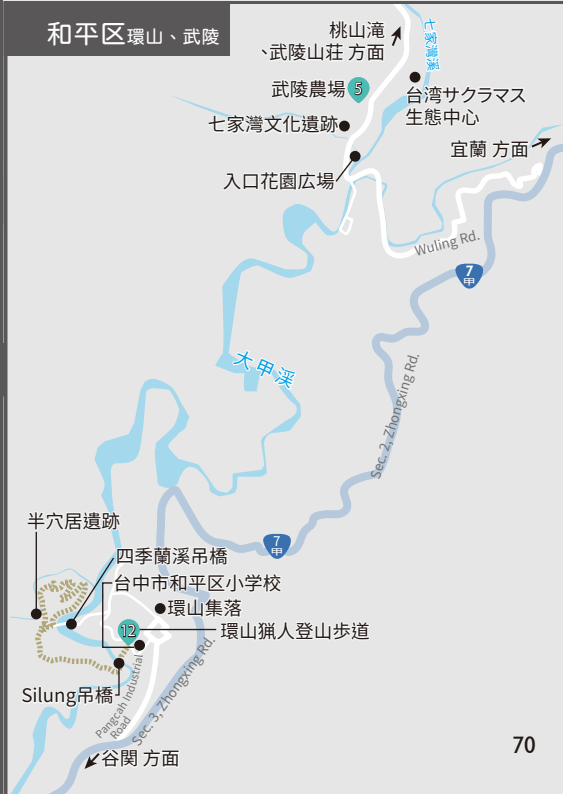 和平区環山、武陵
桃山滝
、武陵山荘 方面
七家灣溪
武陵農場
5
台湾サクラマス
生態中心
七家灣文化遺跡
宜蘭 方面
入口花園広場
Wuling Rd.
7
甲
大甲渓
Sec. 2, Zhongxing Rd.
7
甲
半穴居遺跡
四季蘭溪吊橋
台中市和平区小学校
環山集落
12
環山猟人登山歩道
Silung吊橋
Pangcah Industrial
Road
Sec. 3, Zhongxing Rd.
谷関 方面
70